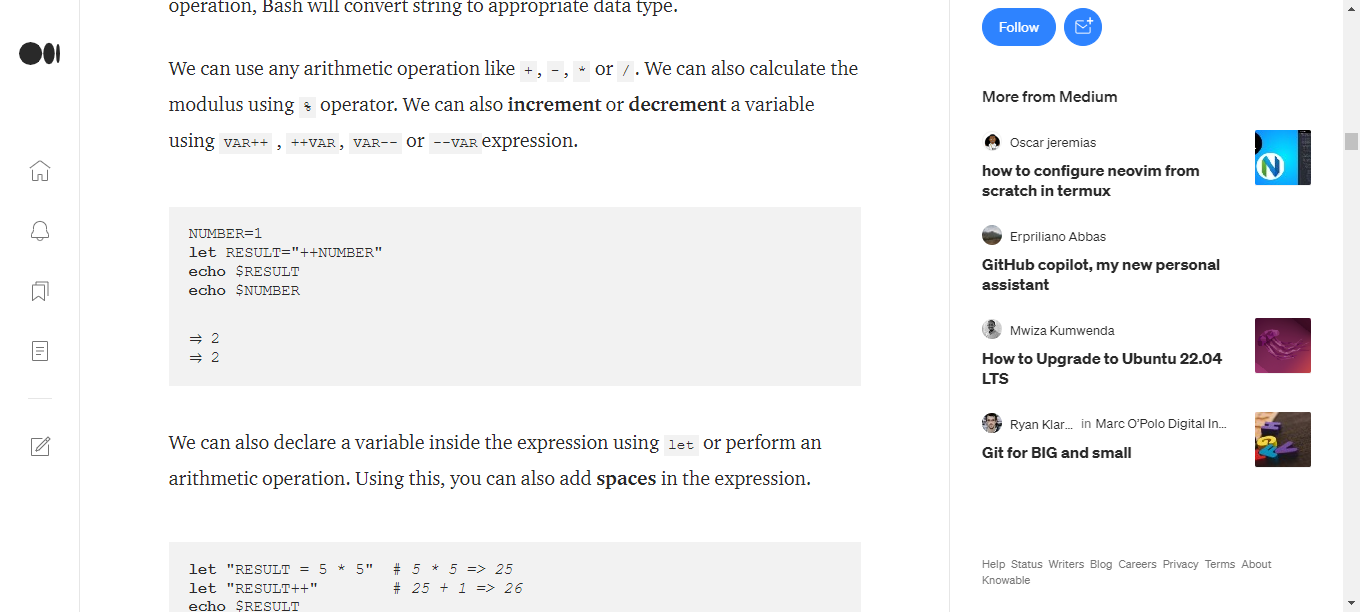 operation, Bash will convert string to appropriate data type.
We can use any arithmetic operation like +, -, * or /. We can also calculate the
modulus using % operator. We can also increment or decrement a variable
using VAR++ , ++VAR, VAR-- or --VAR expression.
NUMBER=1
let RESULT="++NUMBER"
echo $RESULT
echo $NUMBER
⇒ 2
⇒ 2
We can also declare a variable inside the expression using let or perform an
arithmetic operation. Using this, you can also add spaces in the expression.
let "RESULT = 5 * 5"  # 5 * 5 => 25
let "RESULT++"        # 25 + 1 => 26
echo $RESULT
Follow
More from Medium
Oscar jeremias
how to configure neovim from
scratch in termux
Erpriliano Abbas
GitHub copilot, my new personal
assistant
Mwiza Kumwenda
How to Upgrade to Ubuntu 22.04
LTS
Ryan Klar... in Marc O'Polo Digital In...
Git for BIG and small
Help Status Writers Blog Careers Privacy Terms About
Knowable